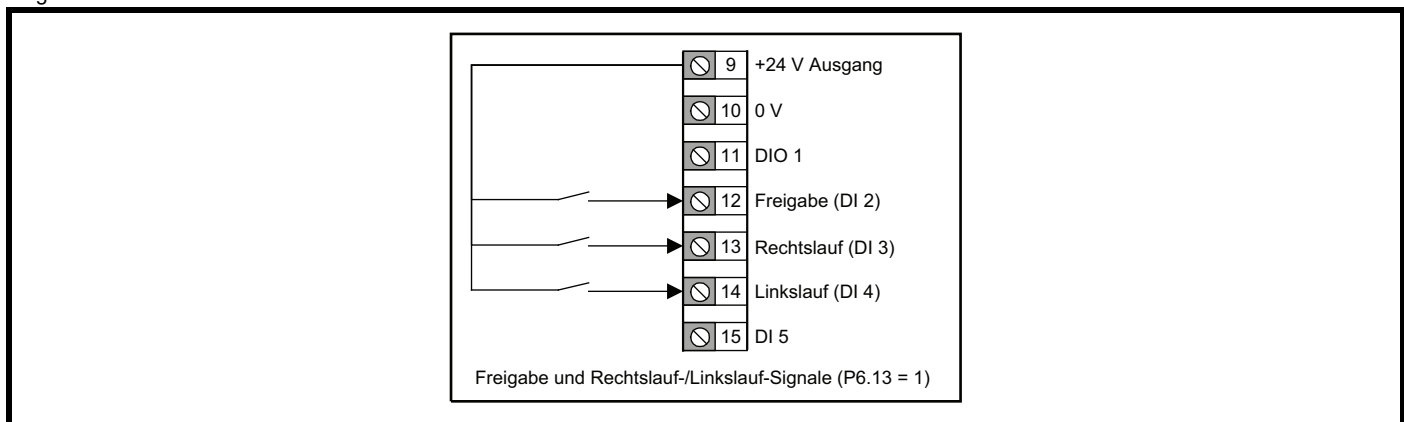 9 +24 V Ausgang
10 0 V
11 DIO 1
12 Freigabe (DI 2)
13 Rechtslauf (DI 3)
14 Linkslauf (DI 4)
15 DI 5
Freigabe und Rechtslauf-/Linkslauf-Signale (P6.13 = 1)